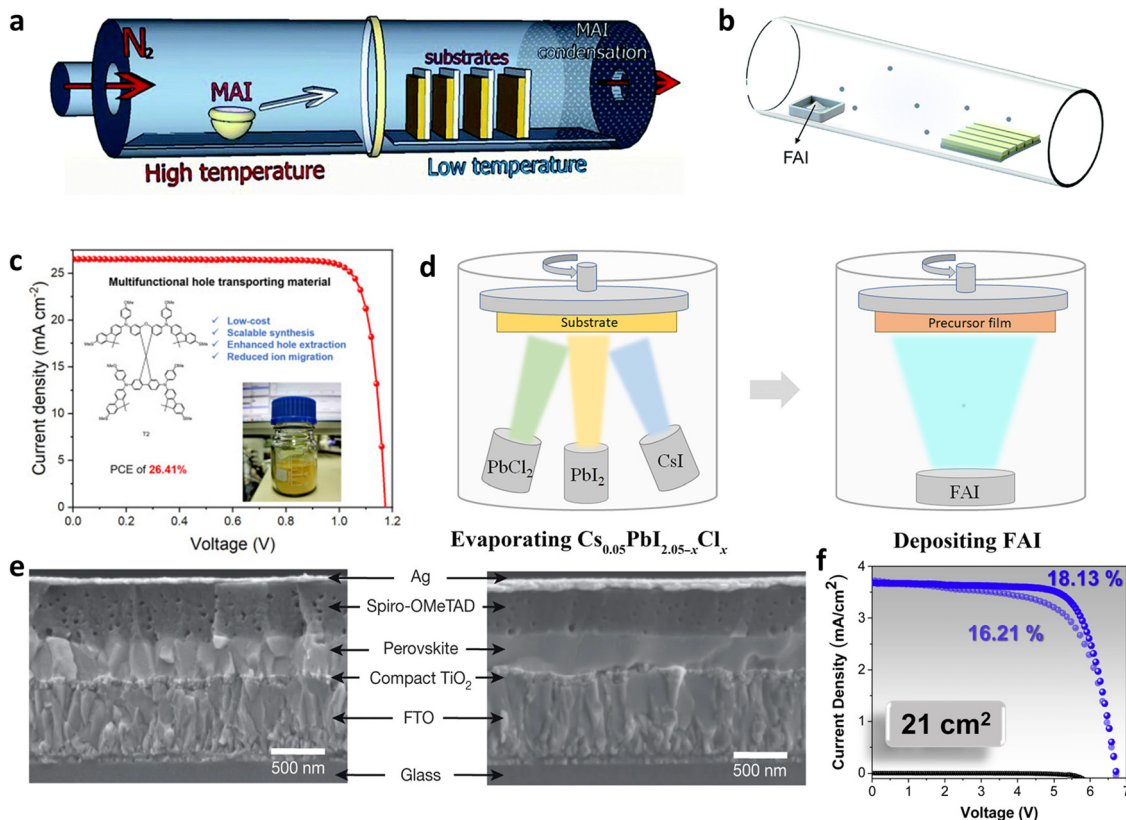 a
N₂
MAI
substrates
MAI
condensation
High temperature
Low temperature
b
FAI
c
Current density (mA cm⁻²)
25
20
15
10
5
0
Multifunctional hole transporting material
✓ Low-cost
✓ Scalable synthesis
✓ Enhanced hole extraction
✓ Reduced ion migration
T2
PCE of 26.41%
0.0 0.2 0.4 0.6 0.8 1.0 1.2
Voltage (V)
d
Substrate
PbCl₂
PbI₂
CsI
Evaporating Cs₀.₀₅PbI₂.₀₅₋ₓClₓ
Precursor film
FAI
Depositing FAI
e
Ag
Spiro-OMeTAD
Perovskite
Compact TiO₂
FTO
Glass
500 nm
500 nm
f
Current Density (mA/cm²)
4
3
2
1
0
18.13 %
16.21 %
21 cm²
0 1 2 3 4 5 6 7
Voltage (V)